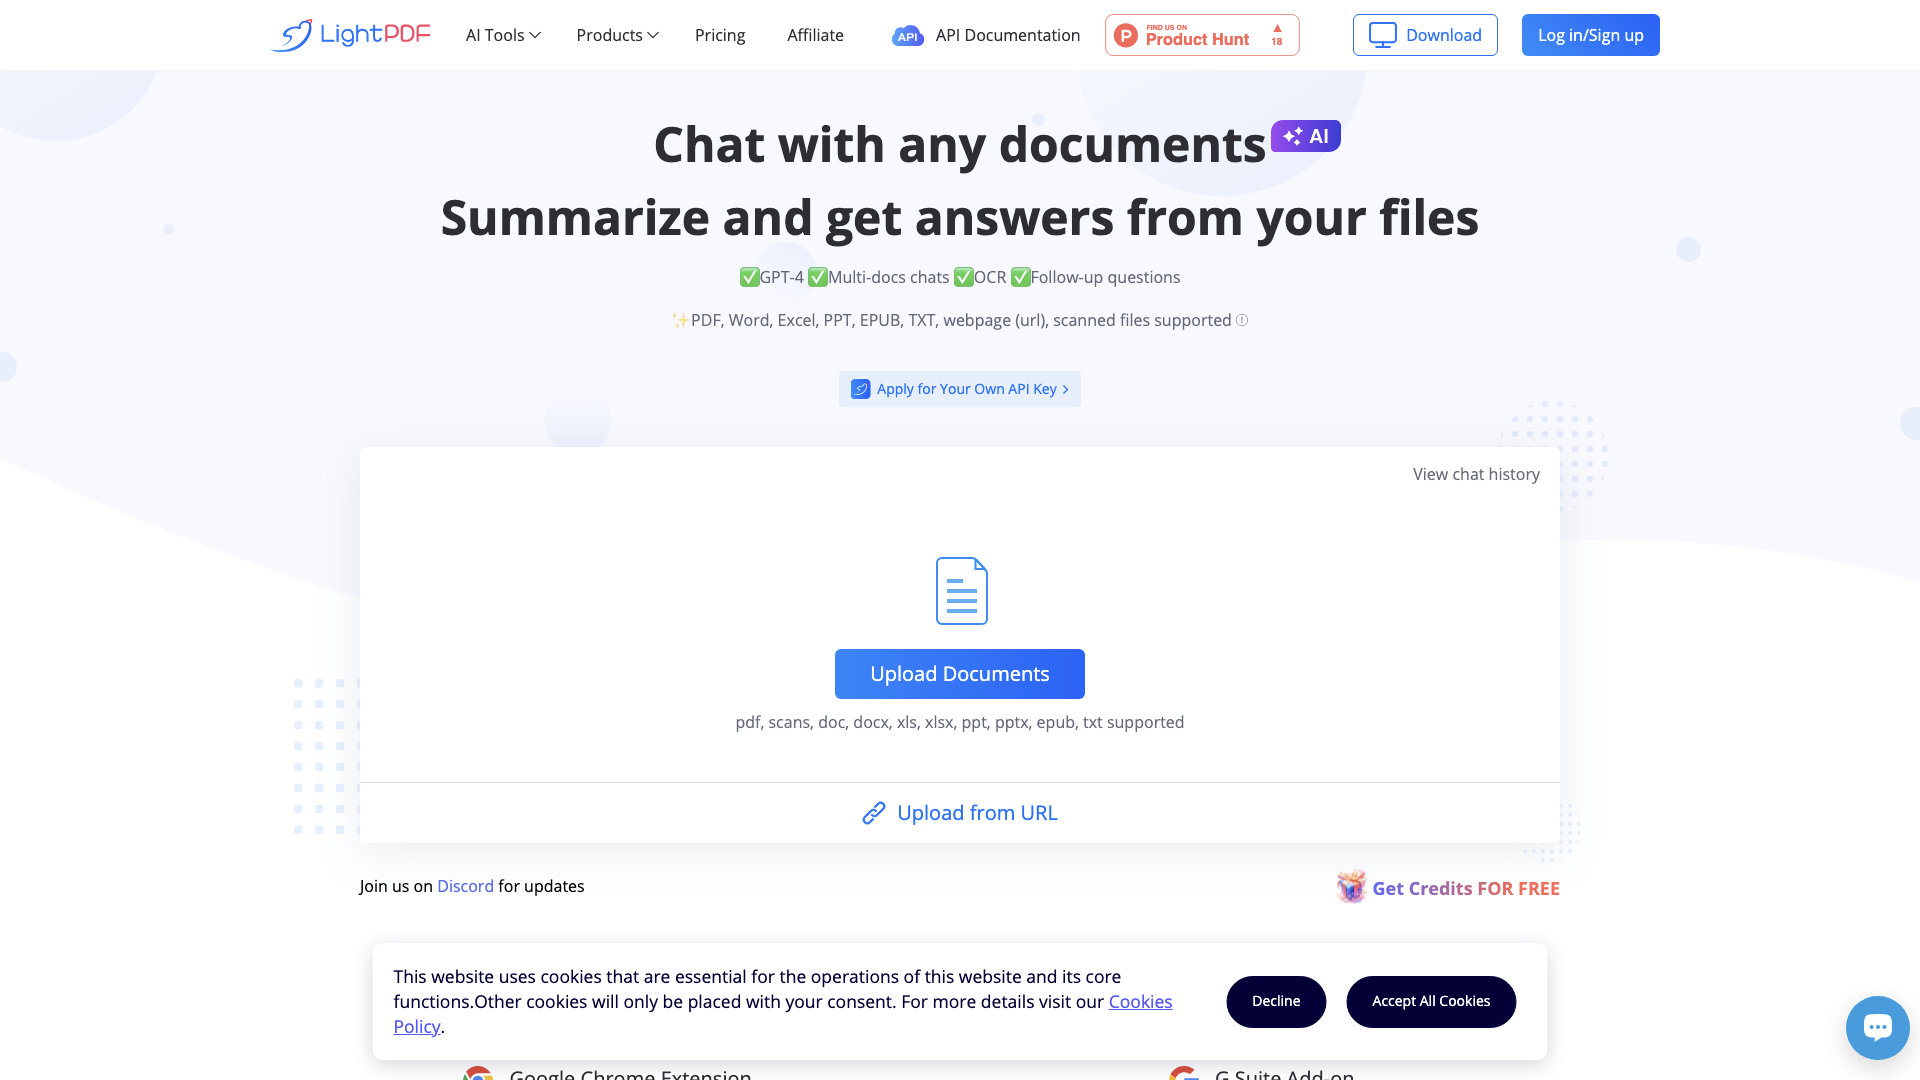 LightPDF
AI Tools
Products
Pricing
Affiliate
API
API Documentation
FIND US ON
P
Product Hunt
18
Download
Log in/Sign up
Chat with any documents
AI
Summarize and get answers from your files
✅GPT-4 ✅Multi-docs chats ✅OCR ✅Follow-up questions
✨PDF, Word, Excel, PPT, EPUB, TXT, webpage (url), scanned files supported
Apply for Your Own API Key
View chat history
Upload Documents
pdf, scans, doc, docx, xls, xlsx, ppt, pptx, epub, txt supported
Upload from URL
Join us on Discord for updates
Get Credits FOR FREE
This website uses cookies that are essential for the operations of this website and its core
functions.Other cookies will only be placed with your consent. For more details visit our Cookies
Policy.
Decline
Accept All Cookies
Google Chrome Extension
G Suite Add-on